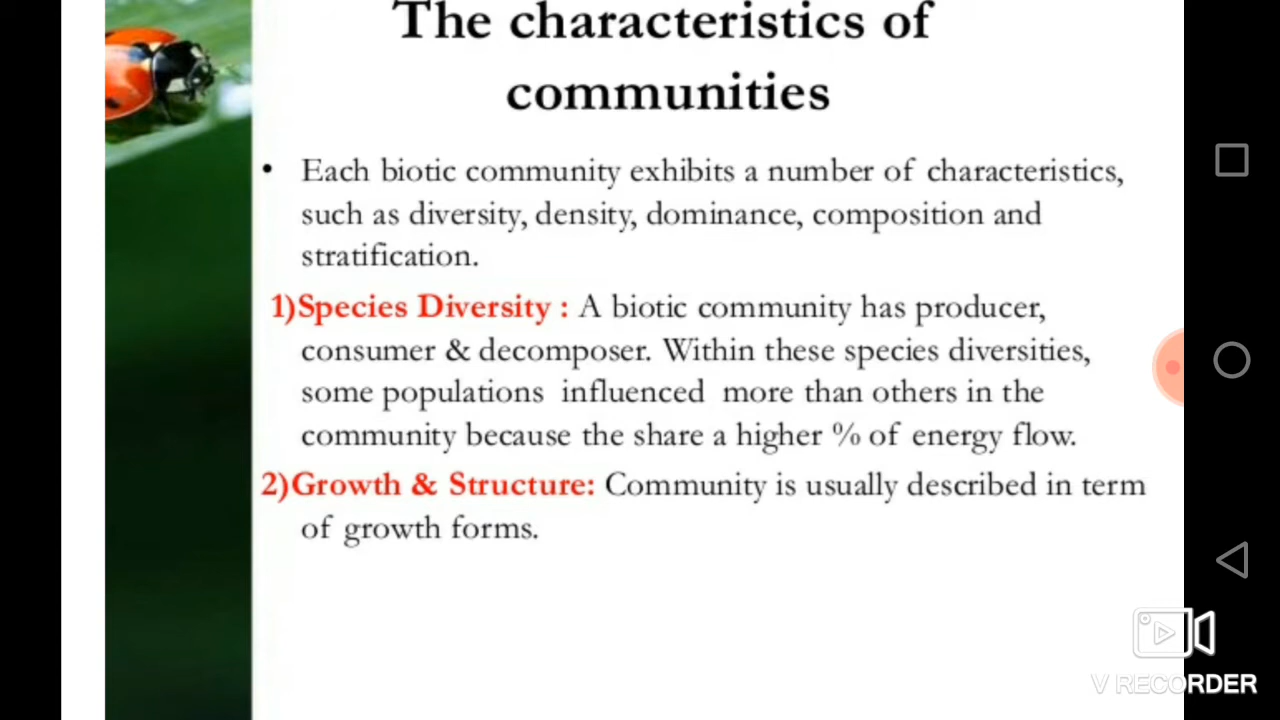 The characteristics of
communities
• Each biotic community exhibits a number of characteristics,
such as diversity, density, dominance, composition and
stratification.
1)Species Diversity : A biotic community has producer,
consumer & decomposer. Within these species diversities,
some populations influenced more than others in the
community because the share a higher % of energy flow.
2)Growth & Structure: Community is usually described in term
of growth forms.
V RECORDER